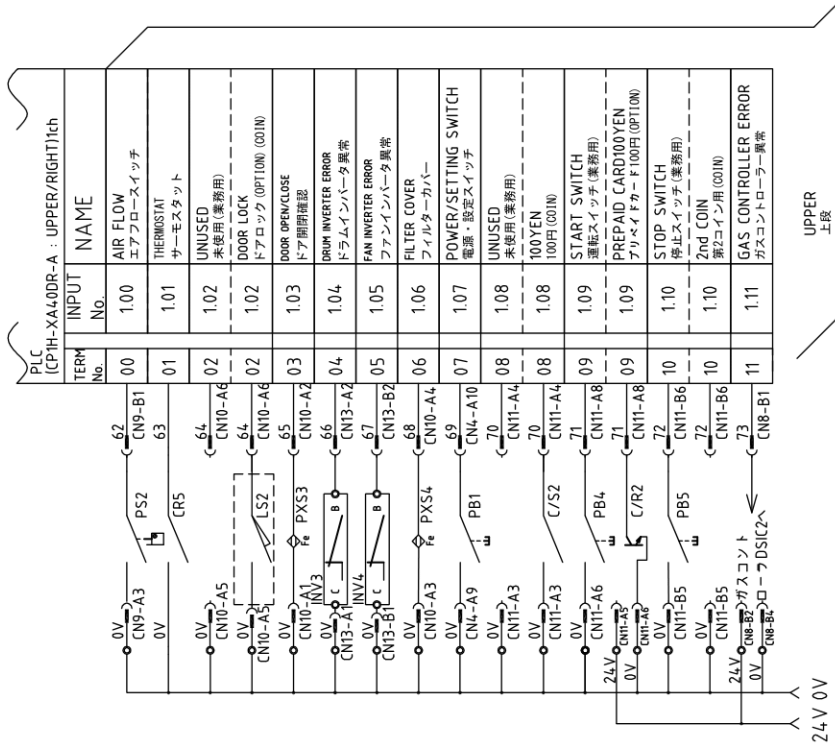 PLC
(CP1H-XA40DR-A : UPPER/RIGHT)1ch
TERM No. INPUT No. NAME
00 1.00 AIR FLOW
エアフロースイッチ
01 1.01 THERMOSTAT
サーモスタット
02 1.02 UNUSED
未使用(業務用)
02 1.02 DOOR LOCK
ドアロック(OPTION)(COIN)
03 1.03 DOOR OPEN/CLOSE
ドア開閉確認
04 1.04 DRUM INVERTER ERROR
ドラムインバータ異常
05 1.05 FAN INVERTER ERROR
ファンインバータ異常
06 1.06 FILTER COVER
フィルターカバー
07 1.07 POWER/SETTING SWITCH
電源・設定スイッチ
08 1.08 UNUSED
未使用(業務用)
08 1.08 100YEN
100円(COIN)
09 1.09 START SWITCH
運転スイッチ(業務用)
09 1.09 PREPAID CARD100YEN
プリペイドカード100円(OPTION)
10 1.10 STOP SWITCH
停止スイッチ(業務用)
10 1.10 2nd COIN
第2コイン用(COIN)
11 1.11 GAS CONTROLLER ERROR
ガスコントローラー異常
0V CN9-A3 PS2 62 CN9-B1
0V CR5 63
0V CN10-A5 64 CN10-A6
0V CN10-A5 LS2 64 CN10-A6
0V CN10-A1 Fe PXS3 65 CN10-A2
0V CN13-A1 INV3 C B 66 CN13-A2
0V CN13-B1 INV4 C B 67 CN13-B2
0V CN10-A3 Fe PXS4 68 CN10-A4
0V CN4-A9 PB1 69 CN4-A10
0V CN11-A3 70 CN11-A4
0V CN11-A3 C/S2 70 CN11-A4
0V CN11-A6 PB4 71 CN11-A8
24V CN11-A5
0V CN11-A6 C/R2 71 CN11-A8
0V CN11-B5 PB5 72 CN11-B6
0V CN11-B5 72 CN11-B6
24V CN8-B2 ガスコント
0V CN8-B4 ローラDSIC2へ 73 CN8-B1
24V 0V
UPPER
上段